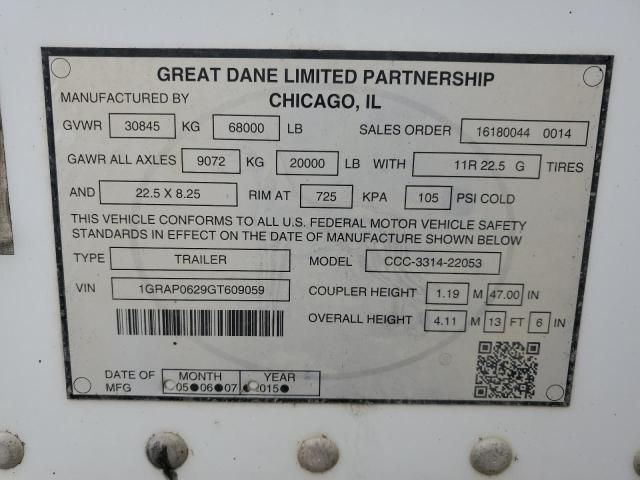 GREAT DANE LIMITED PARTNERSHIP
MANUFACTURED BY CHICAGO, IL
GVWR 30845 KG 68000 LB SALES ORDER 16180044 0014
GAWR ALL AXLES 9072 KG 20000 LB WITH 11R 22.5 G TIRES
AND 22.5 X 8.25 RIM AT 725 KPA 105 PSI COLD
THIS VEHICLE CONFORMS TO ALL U.S. FEDERAL MOTOR VEHICLE SAFETY
STANDARDS IN EFFECT ON THE DATE OF MANUFACTURE SHOWN BELOW
TYPE TRAILER MODEL CCC-3314-22053
VIN 1GRAP0629GT609059 COUPLER HEIGHT 1.19 M 47.00 IN
OVERALL HEIGHT 4.11 M 13 FT 6 IN
DATE OF MFG MONTH YEAR
05 06 07 2015